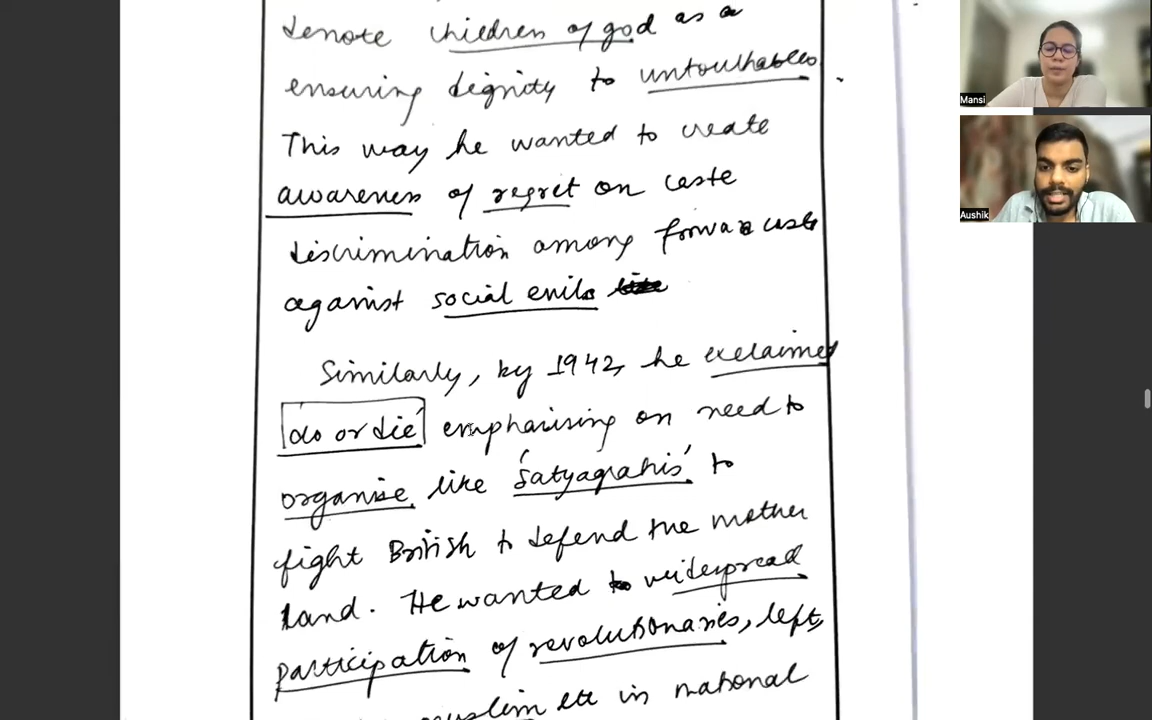 denote children of god as a
ensuring dignity to untouchables.
This way he wanted to create
awareness of regret on caste
discrimination among forward caste
against social evils
Similarly, by 1942, he exclaimed
'do or die' emphasising on need to
organise like 'satyagrahis' to
fight British to defend the mother
land. He wanted to widespread
participation of revolutionaries, left,
muslim etc in national
Mansi
Aushik